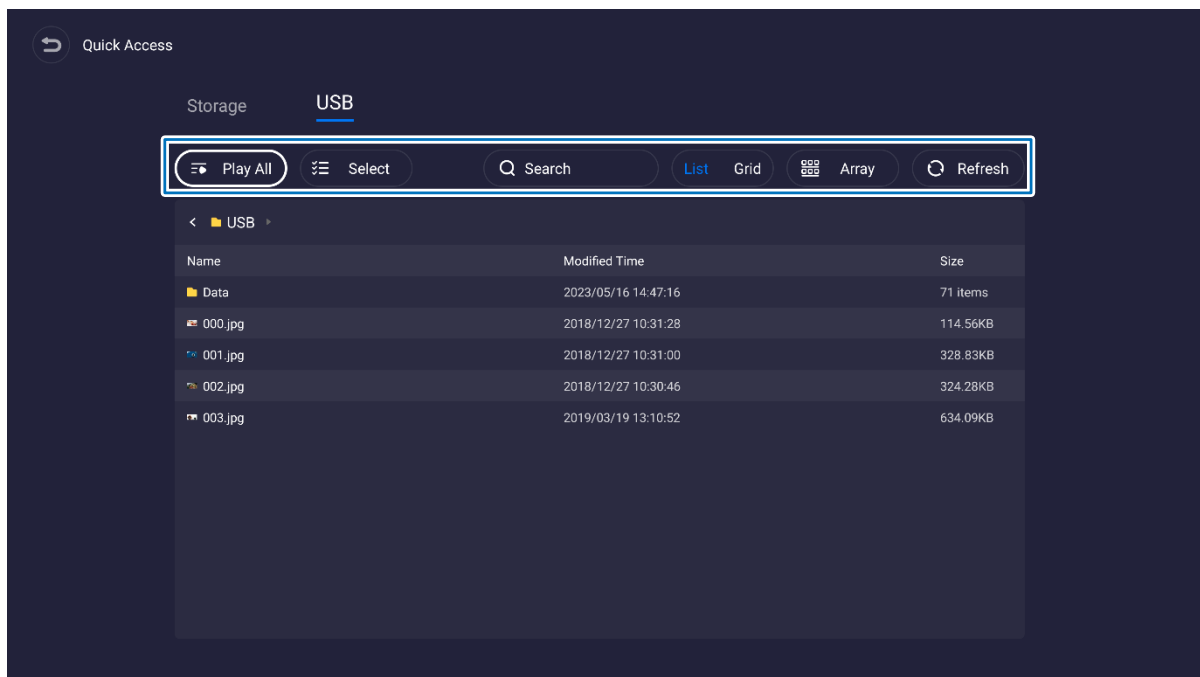 Quick Access
Storage USB
Play All Select Search List Grid Array Refresh
USB
Name Modified Time Size
Data 2023/05/16 14:47:16 71 items
000.jpg 2018/12/27 10:31:28 114.56KB
001.jpg 2018/12/27 10:31:00 328.83KB
002.jpg 2018/12/27 10:30:46 324.28KB
003.jpg 2019/03/19 13:10:52 634.09KB